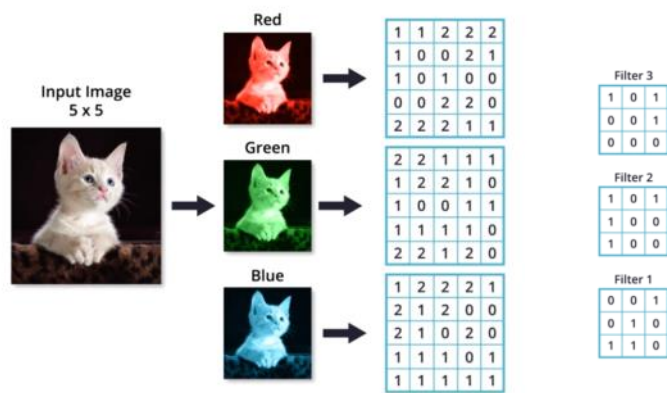 Input Image
5 x 5
Red
1 1 2 2 2
1 0 0 2 1
1 0 1 0 0
0 0 2 2 0
2 2 2 1 1
Green
2 2 1 1 1
1 2 2 1 0
1 0 0 1 1
1 1 1 1 0
2 2 1 2 0
Blue
1 2 2 2 1
2 1 2 0 0
2 1 0 2 0
1 1 1 0 1
1 1 1 1 1
Filter 3
1 0 1
0 0 1
0 0 0
Filter 2
1 0 1
1 0 0
1 0 0
Filter 1
0 0 1
0 1 0
1 1 0